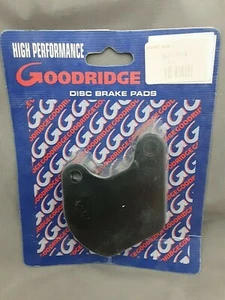 HIGH PERFORMANCE
GOODRIDGE
DISC BRAKE PADS